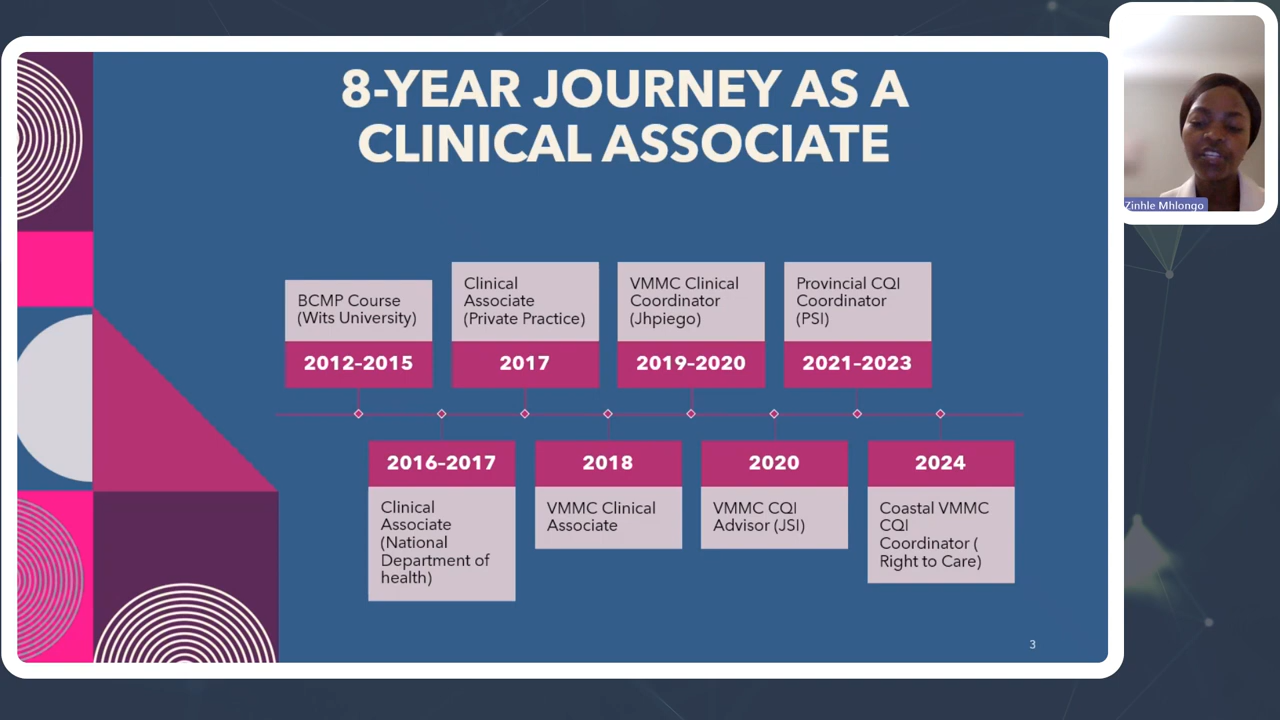 8-YEAR JOURNEY AS A
CLINICAL ASSOCIATE
BCMP Course
(Wits University)
2012–2015
2016–2017
Clinical
Associate
(National
Department of
health)
Clinical
Associate
(Private Practice)
2017
2018
VMMC Clinical
Associate
VMMC Clinical
Coordinator
(Jhpiego)
2019–2020
2020
VMMC CQI
Advisor (JSI)
Provincial CQI
Coordinator
(PSI)
2021–2023
2024
Coastal VMMC
CQI
Coordinator (
Right to Care)
3
Zinhle Mhlongo